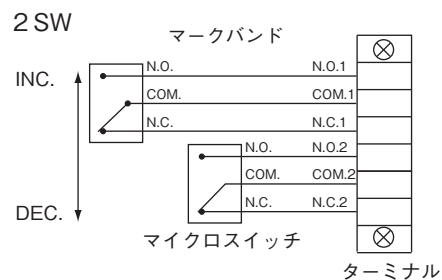 2 SW
マークバンド
INC.
N.O. N.O.1
COM. COM.1
N.C. N.C.1
N.O. N.O.2
COM. COM.2
N.C. N.C.2
DEC.
マイクロスイッチ
ターミナル